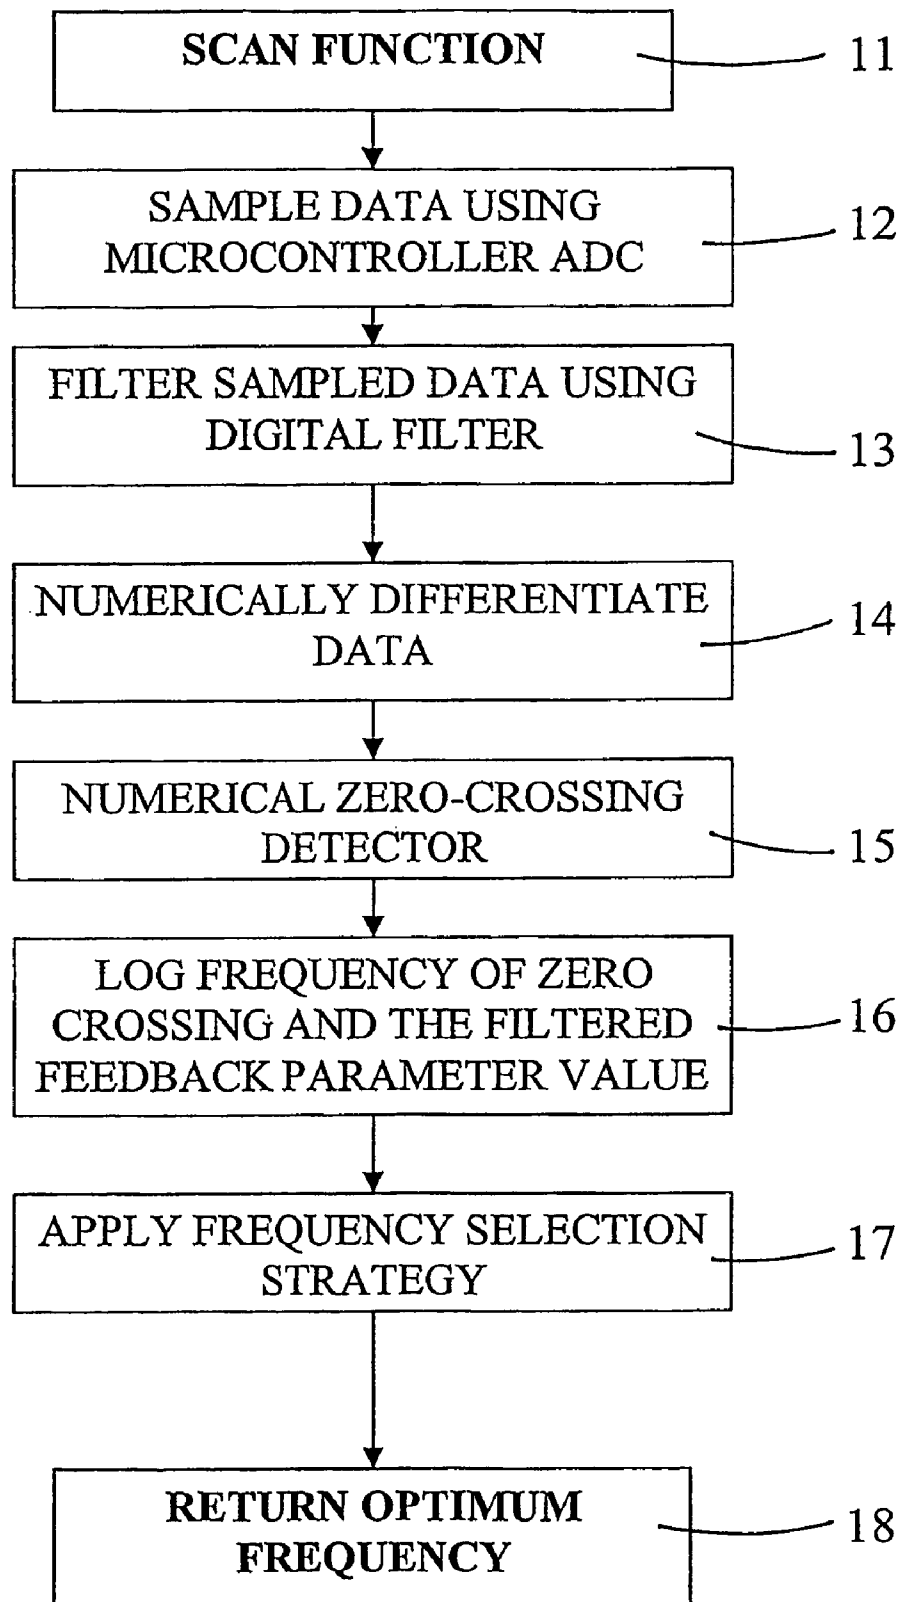 SCAN FUNCTION
11
SAMPLE DATA USING
MICROCONTROLLER ADC
12
FILTER SAMPLED DATA USING
DIGITAL FILTER
13
NUMERICALLY DIFFERENTIATE
DATA
14
NUMERICAL ZERO-CROSSING
DETECTOR
15
LOG FREQUENCY OF ZERO
CROSSING AND THE FILTERED
FEEDBACK PARAMETER VALUE
16
APPLY FREQUENCY SELECTION
STRATEGY
17
RETURN OPTIMUM
FREQUENCY
18